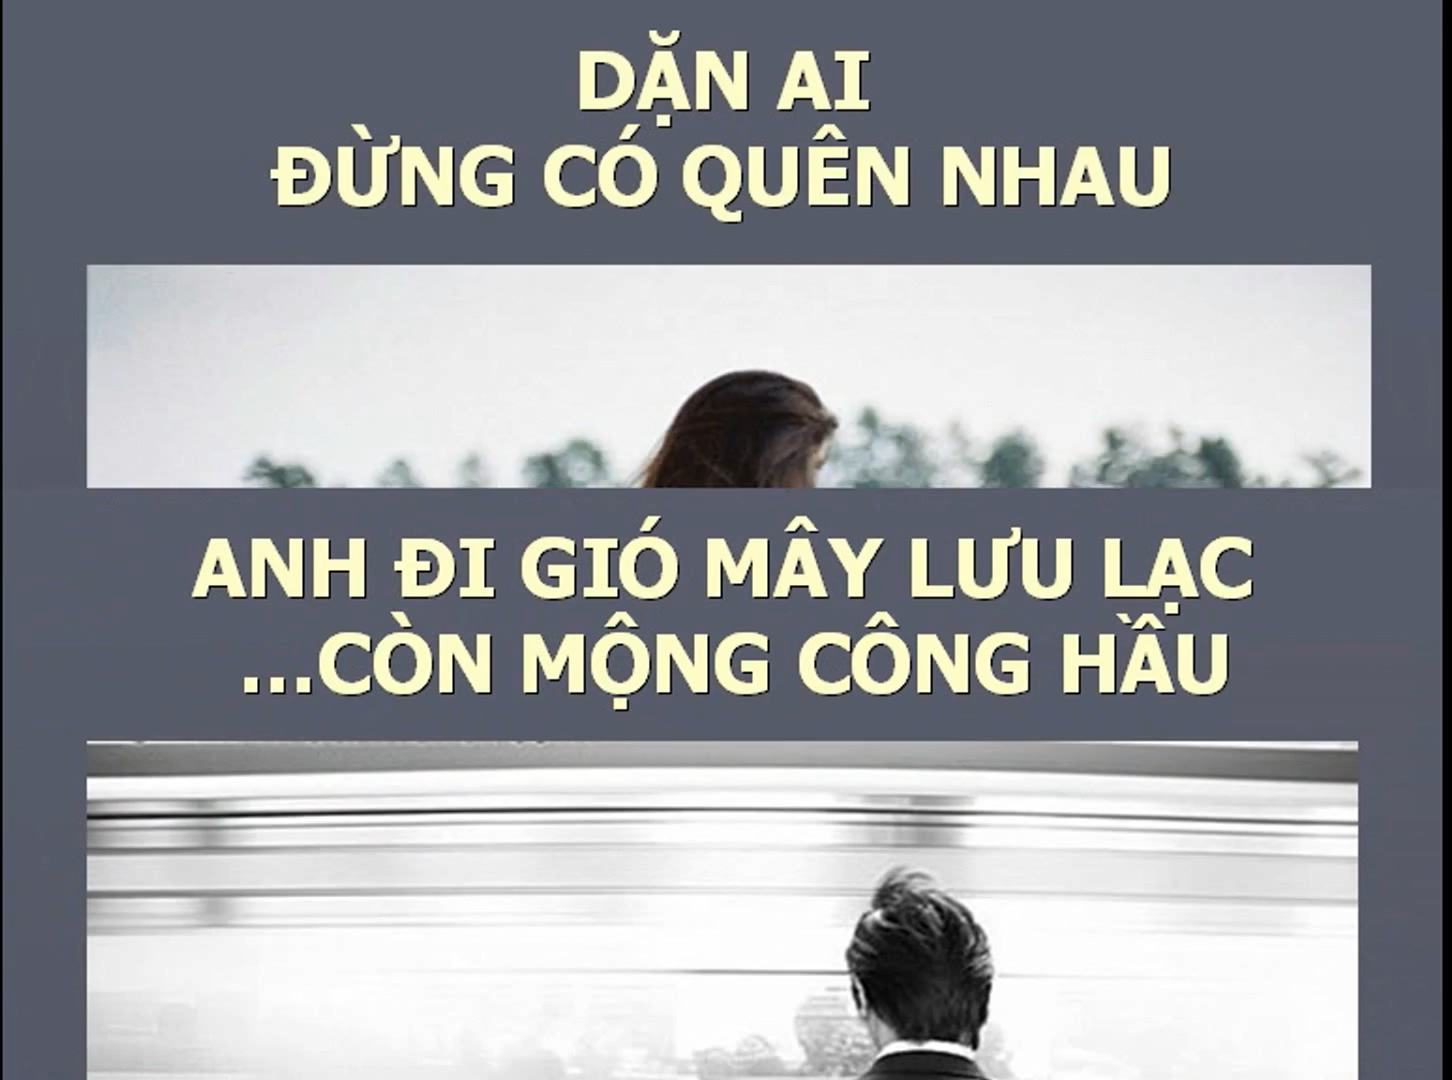 DẶN AI
ĐỪNG CÓ QUÊN NHAU
ANH ĐI GIÓ MÂY LƯU LẠC
...CÒN MỘNG CÔNG HẦU